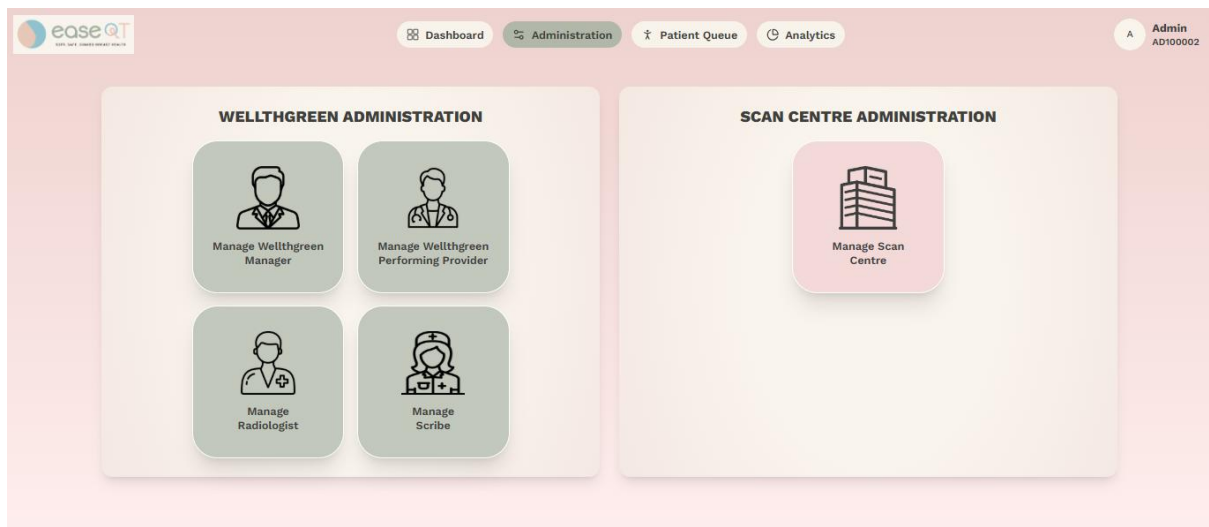 ease QT
Dashboard
Administration
Patient Queue
Analytics
A
Admin
AD100002
WELLTHGREEN ADMINISTRATION
Manage Wellthgreen
Manager
Manage Wellthgreen
Performing Provider
Manage
Radiologist
Manage
Scribe
SCAN CENTRE ADMINISTRATION
Manage Scan
Centre